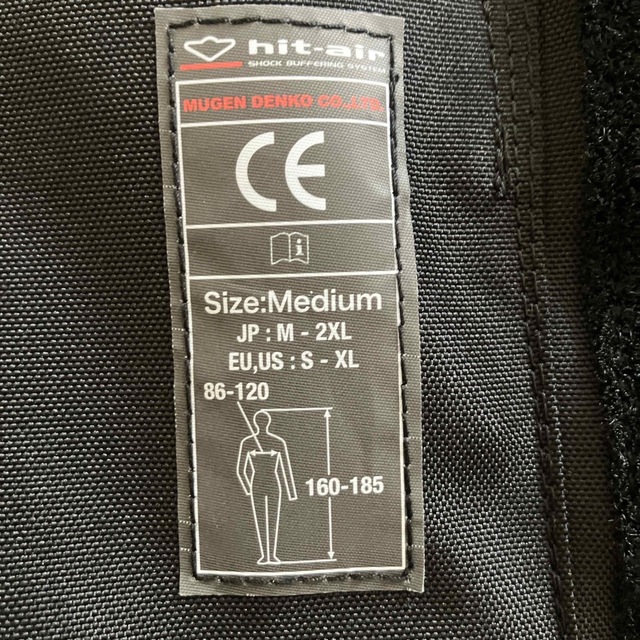 hit-air
SHOCK BUFFERING SYSTEM
MUGEN DENKO CO.,LTD.
CE
i
Size:Medium
JP : M - 2XL
EU,US : S - XL
86-120
160-185